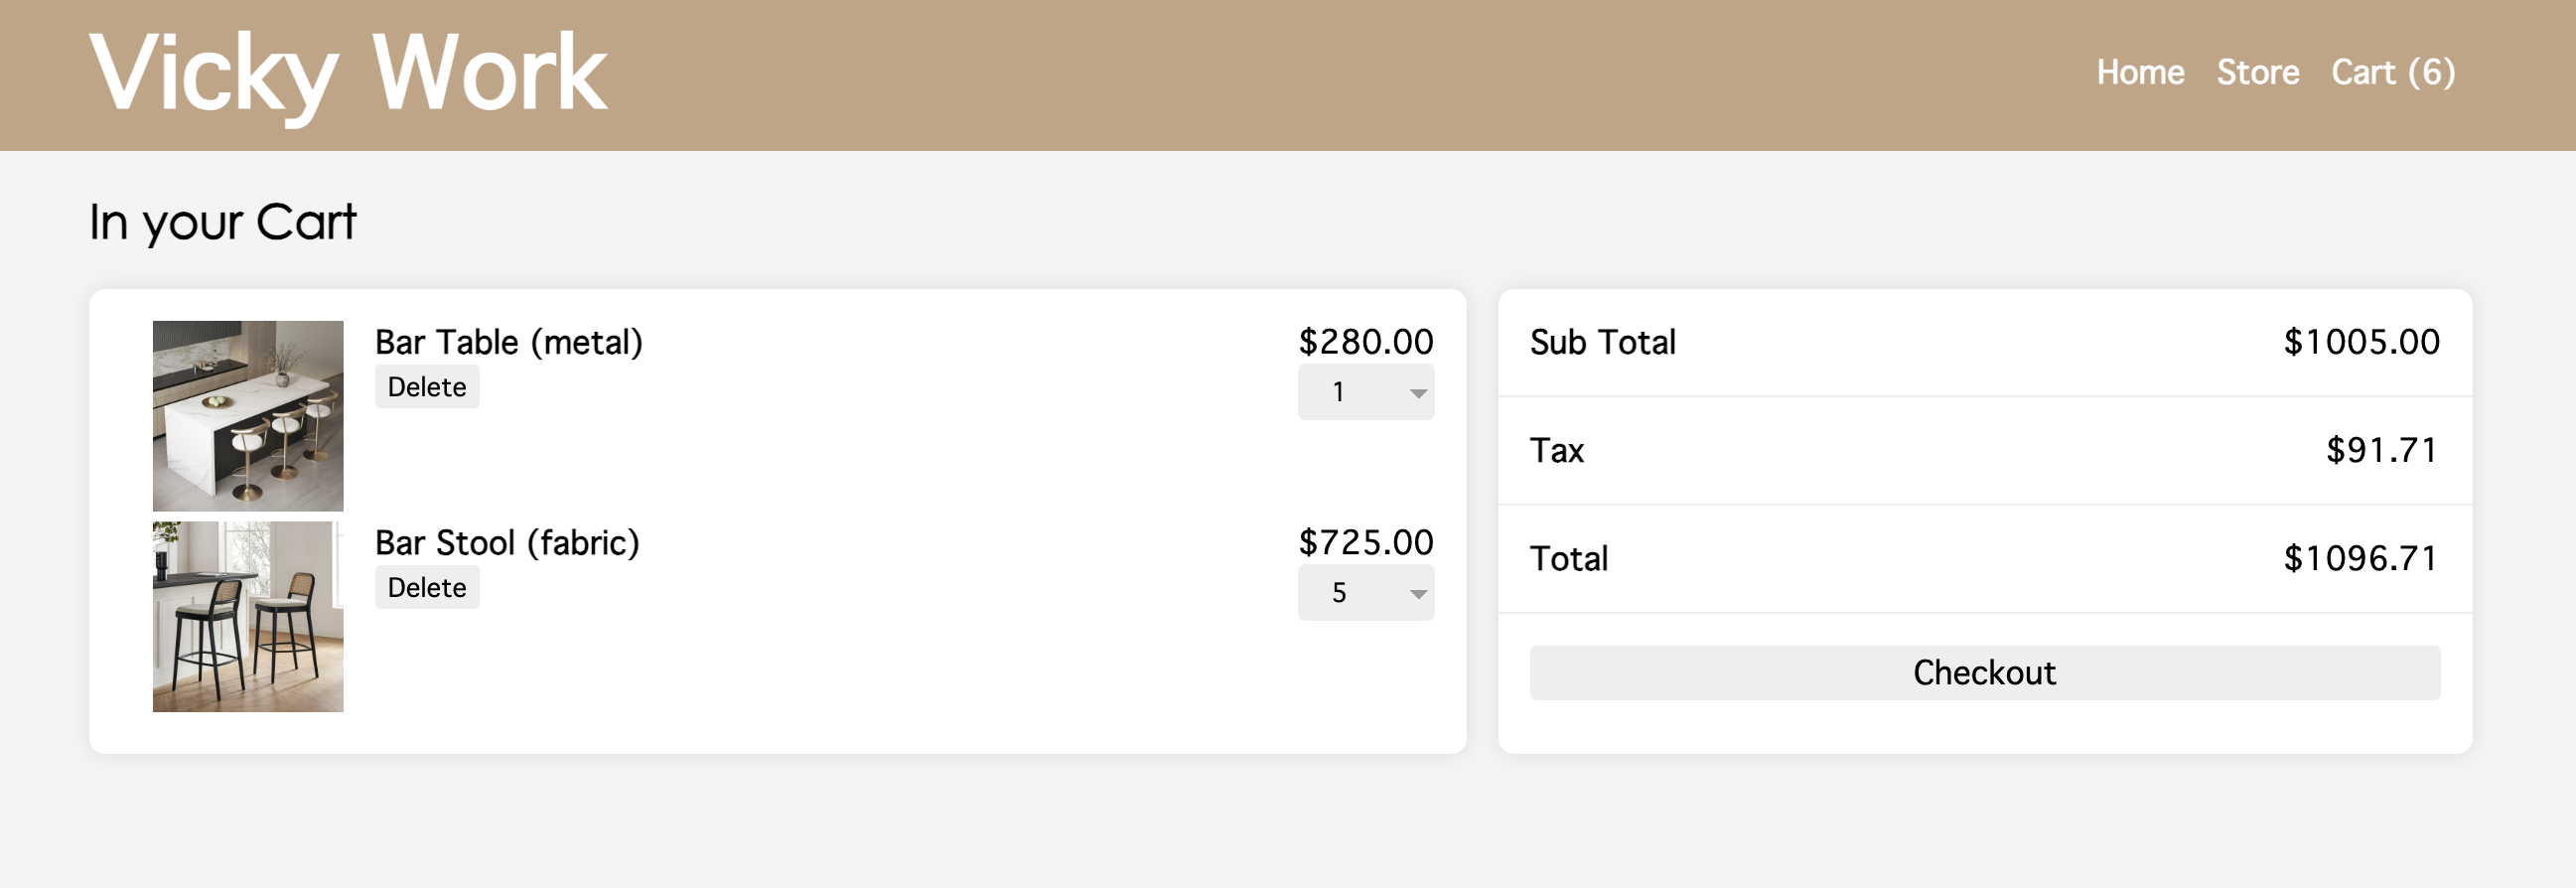 Vicky Work
Home Store Cart (6)
In your Cart
Bar Table (metal)
$280.00
Delete
1
Bar Stool (fabric)
$725.00
Delete
5
Sub Total
$1005.00
Tax
$91.71
Total
$1096.71
Checkout